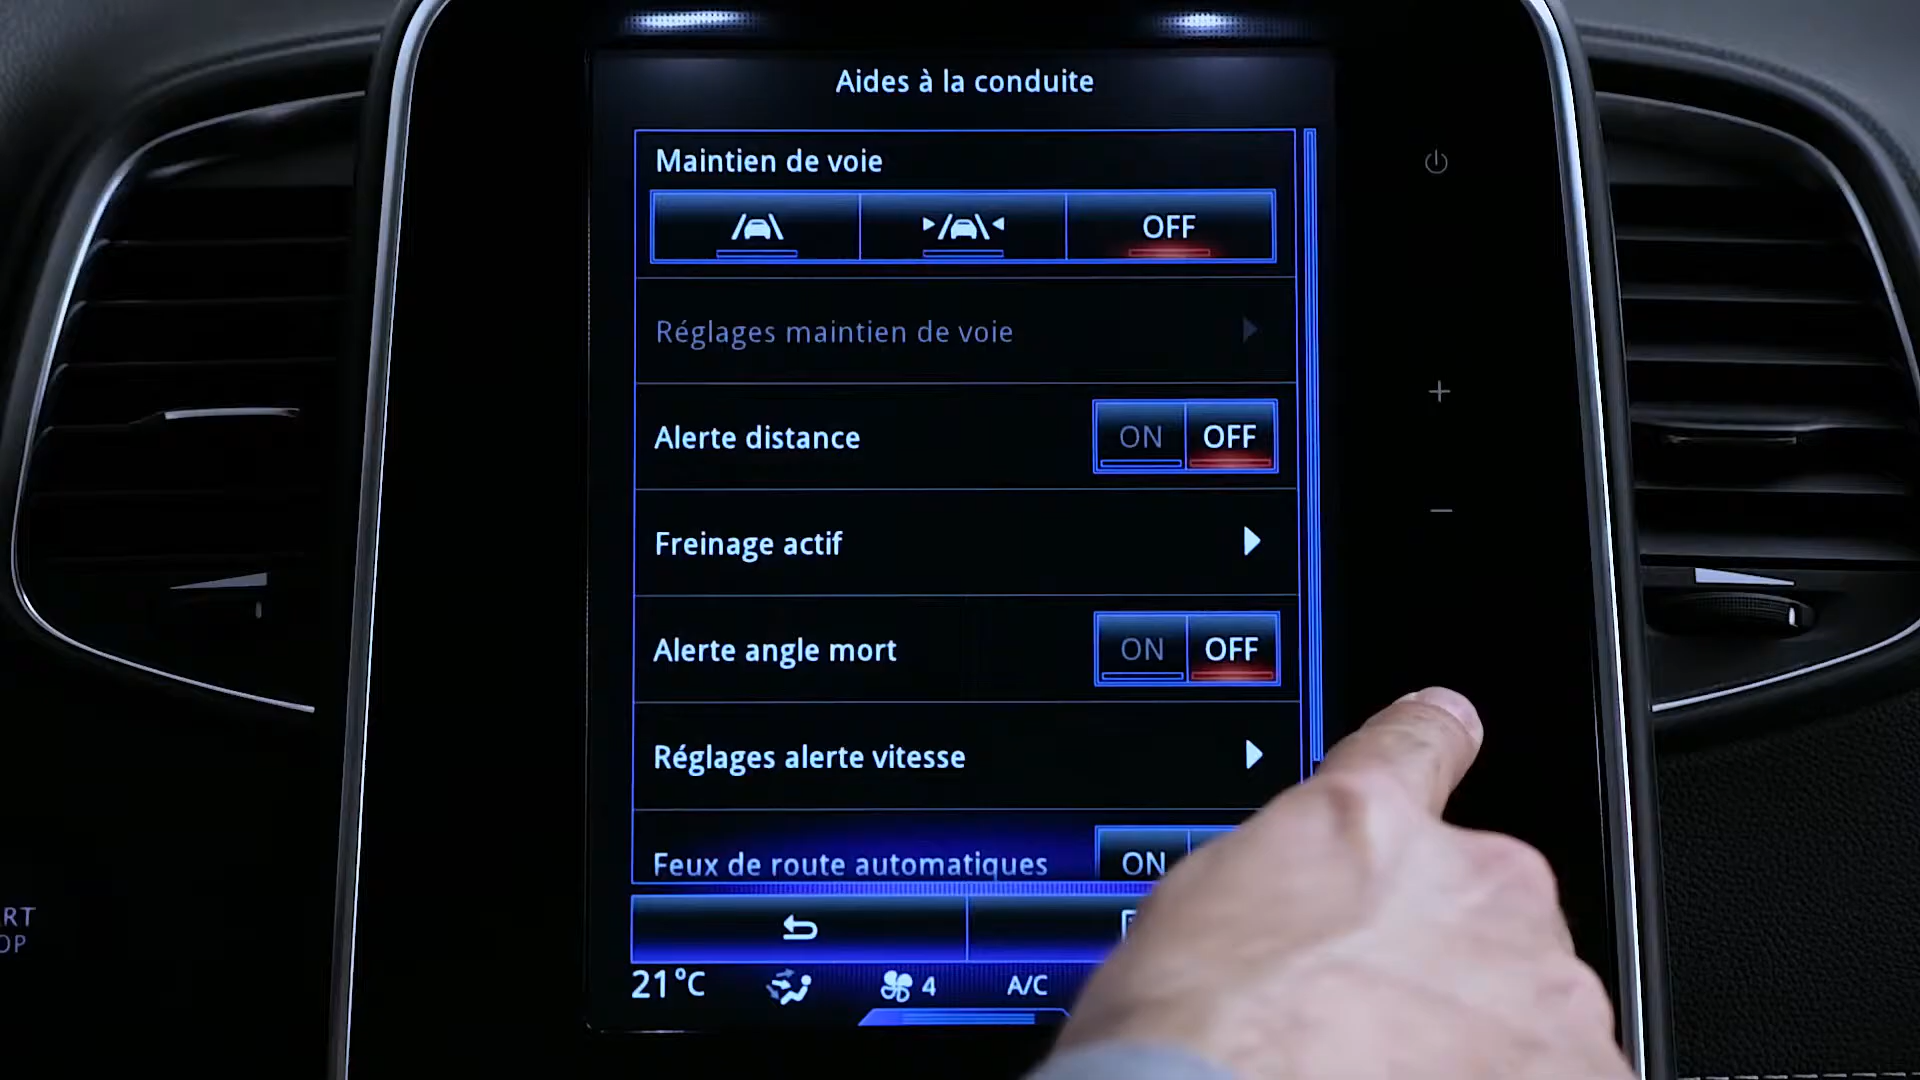 Aides à la conduite
Maintien de voie
OFF
Réglages maintien de voie
Alerte distance
ON OFF
Freinage actif
Alerte angle mort
ON OFF
Réglages alerte vitesse
Feux de route automatiques
ON
21°C
4
A/C